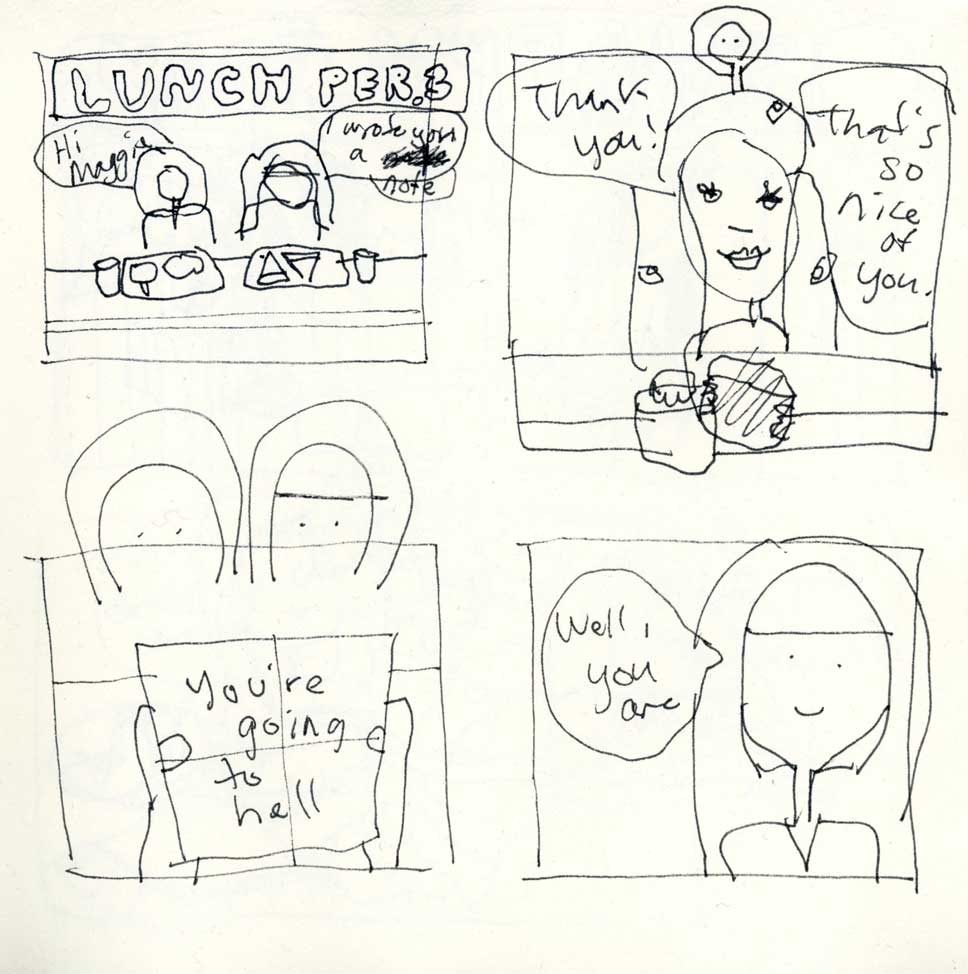 LUNCH PER.3
Hi
Maggie
I wrote you
a
note
Thank
you!
That's
so
nice
of
you.
you're
going
to
hell
Well,
you
are